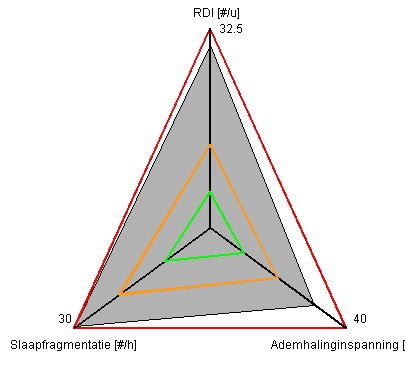 RDI [#/u]
32.5
30
40
Slaapfragmentatie [#/h]
Ademhalinginspanning [